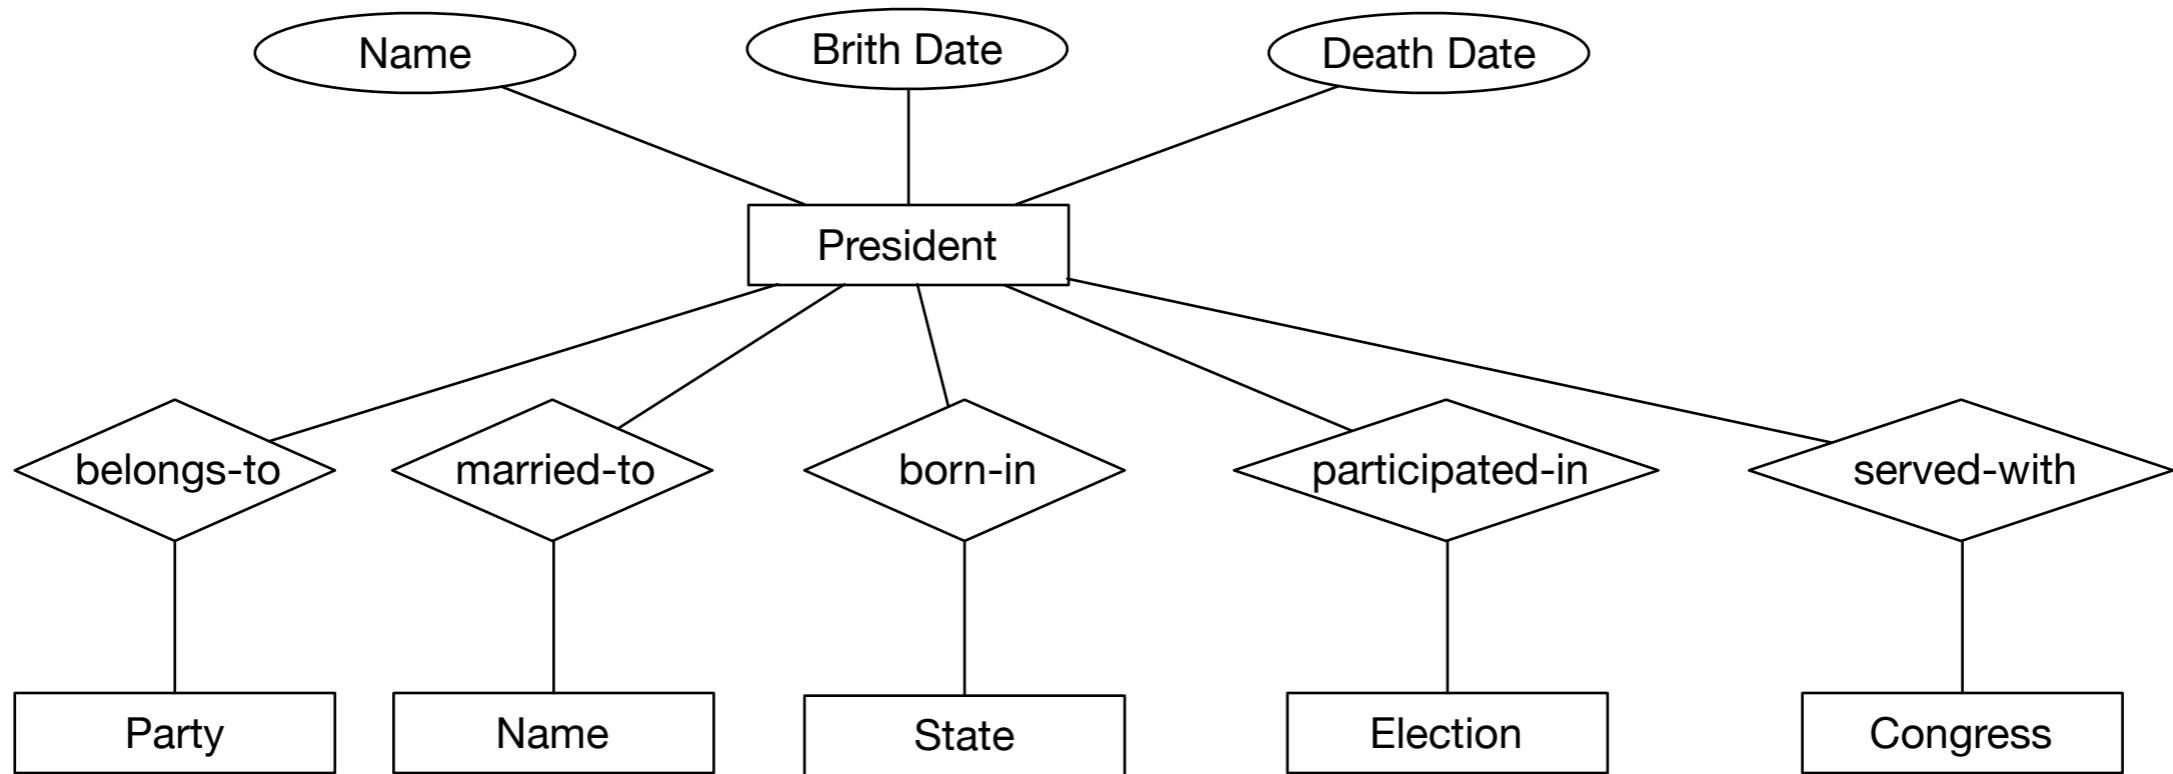 Name
Brith Date
Death Date
President
belongs-to
married-to
born-in
participated-in
served-with
Party
Name
State
Election
Congress